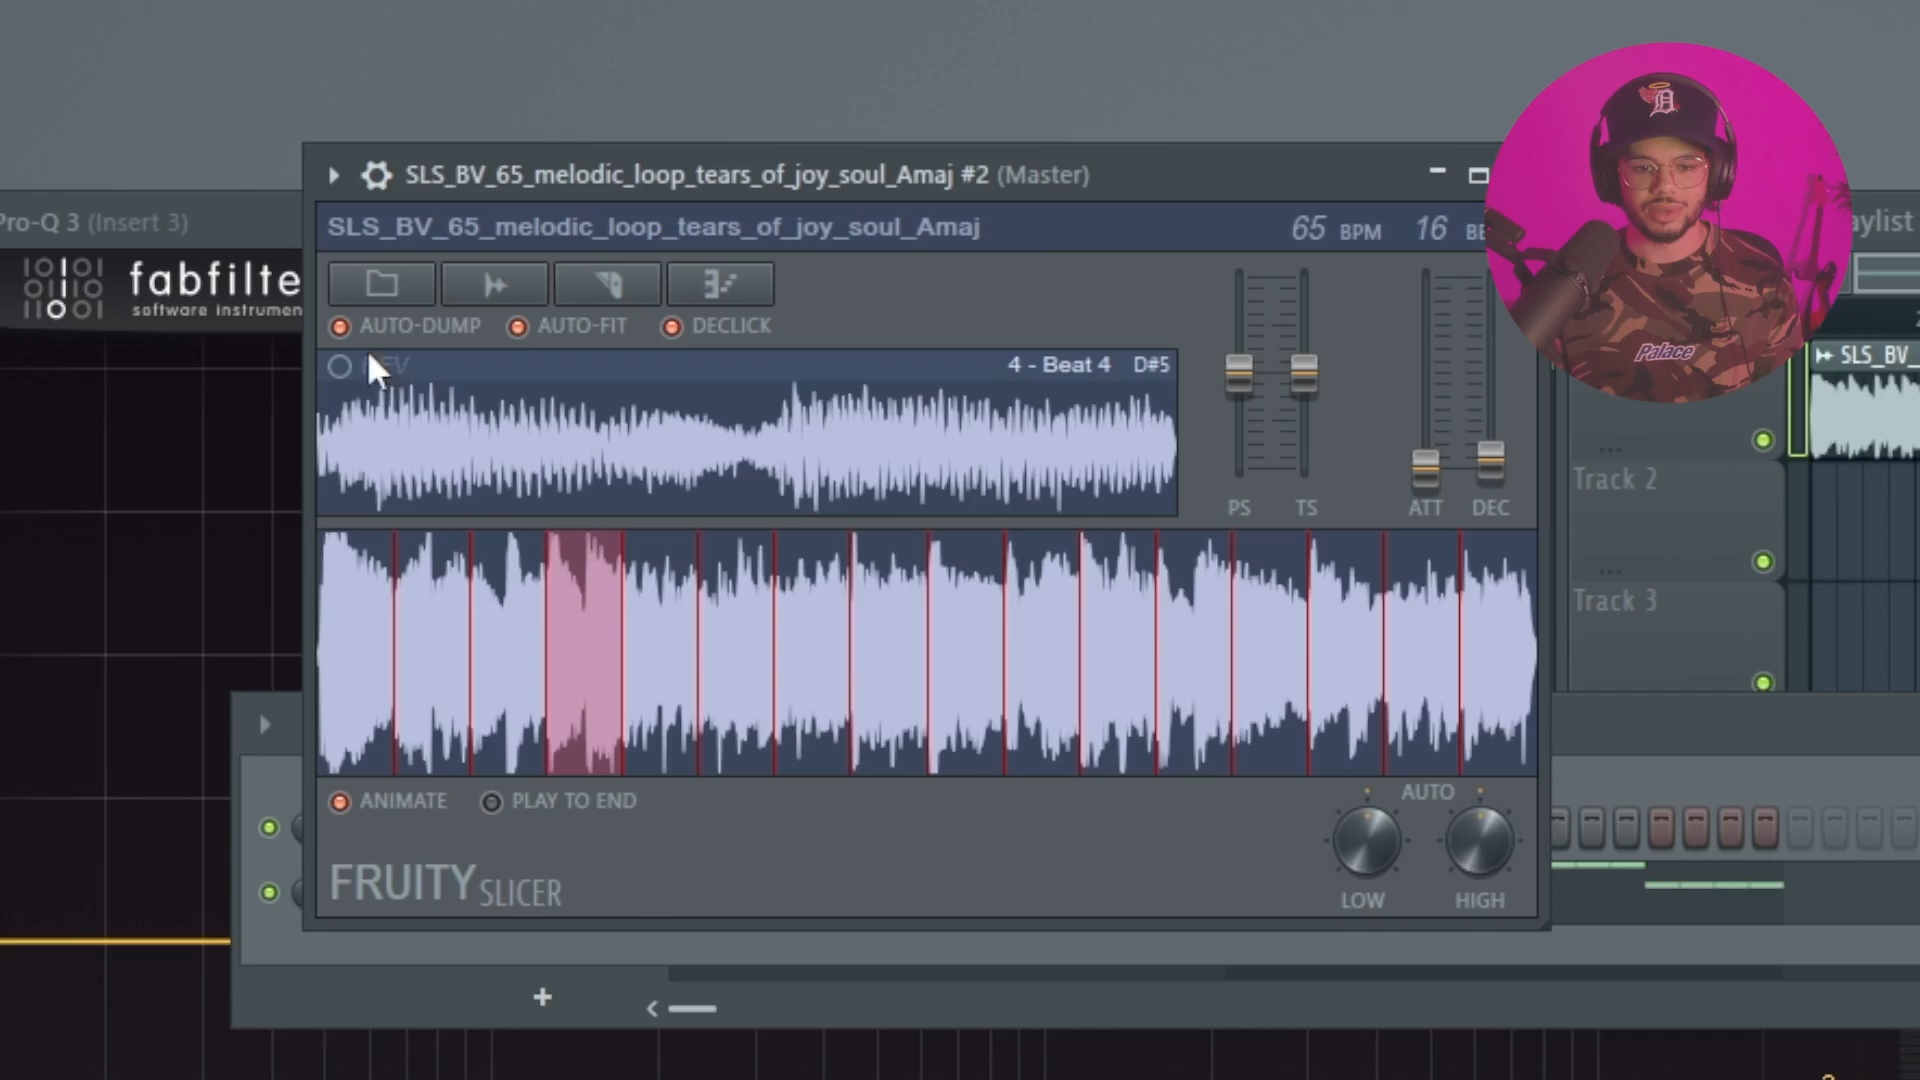 SLS_BV_65_melodic_loop_tears_of_joy_soul_Amaj #2 (Master)
Pro-Q 3 (Insert 3)
SLS_BV_65_melodic_loop_tears_of_joy_soul_Amaj
65 BPM 16
aylist
fabfilte
software instrumen
AUTO-DUMP AUTO-FIT DECLICK
4 - Beat 4 D#5
SLS_BV_
Track 2
PS TS ATT DEC
Track 3
Palace
ANIMATE PLAY TO END
AUTO
FRUITY SLICER
LOW HIGH